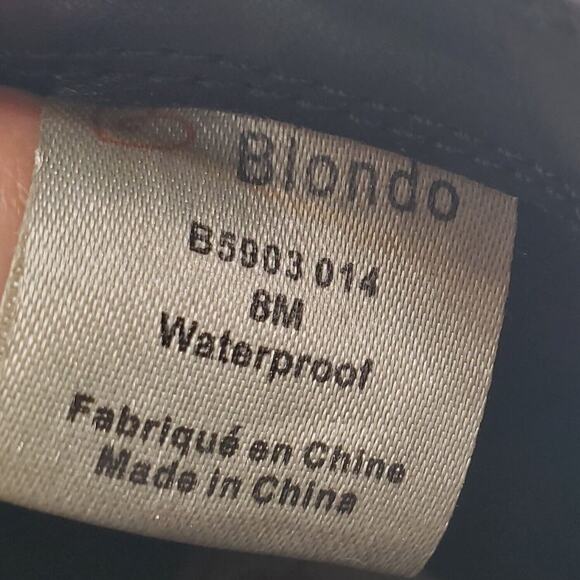 Blondo
B5903 014
8M
Waterproof
Fabriqué en Chine
Made in China